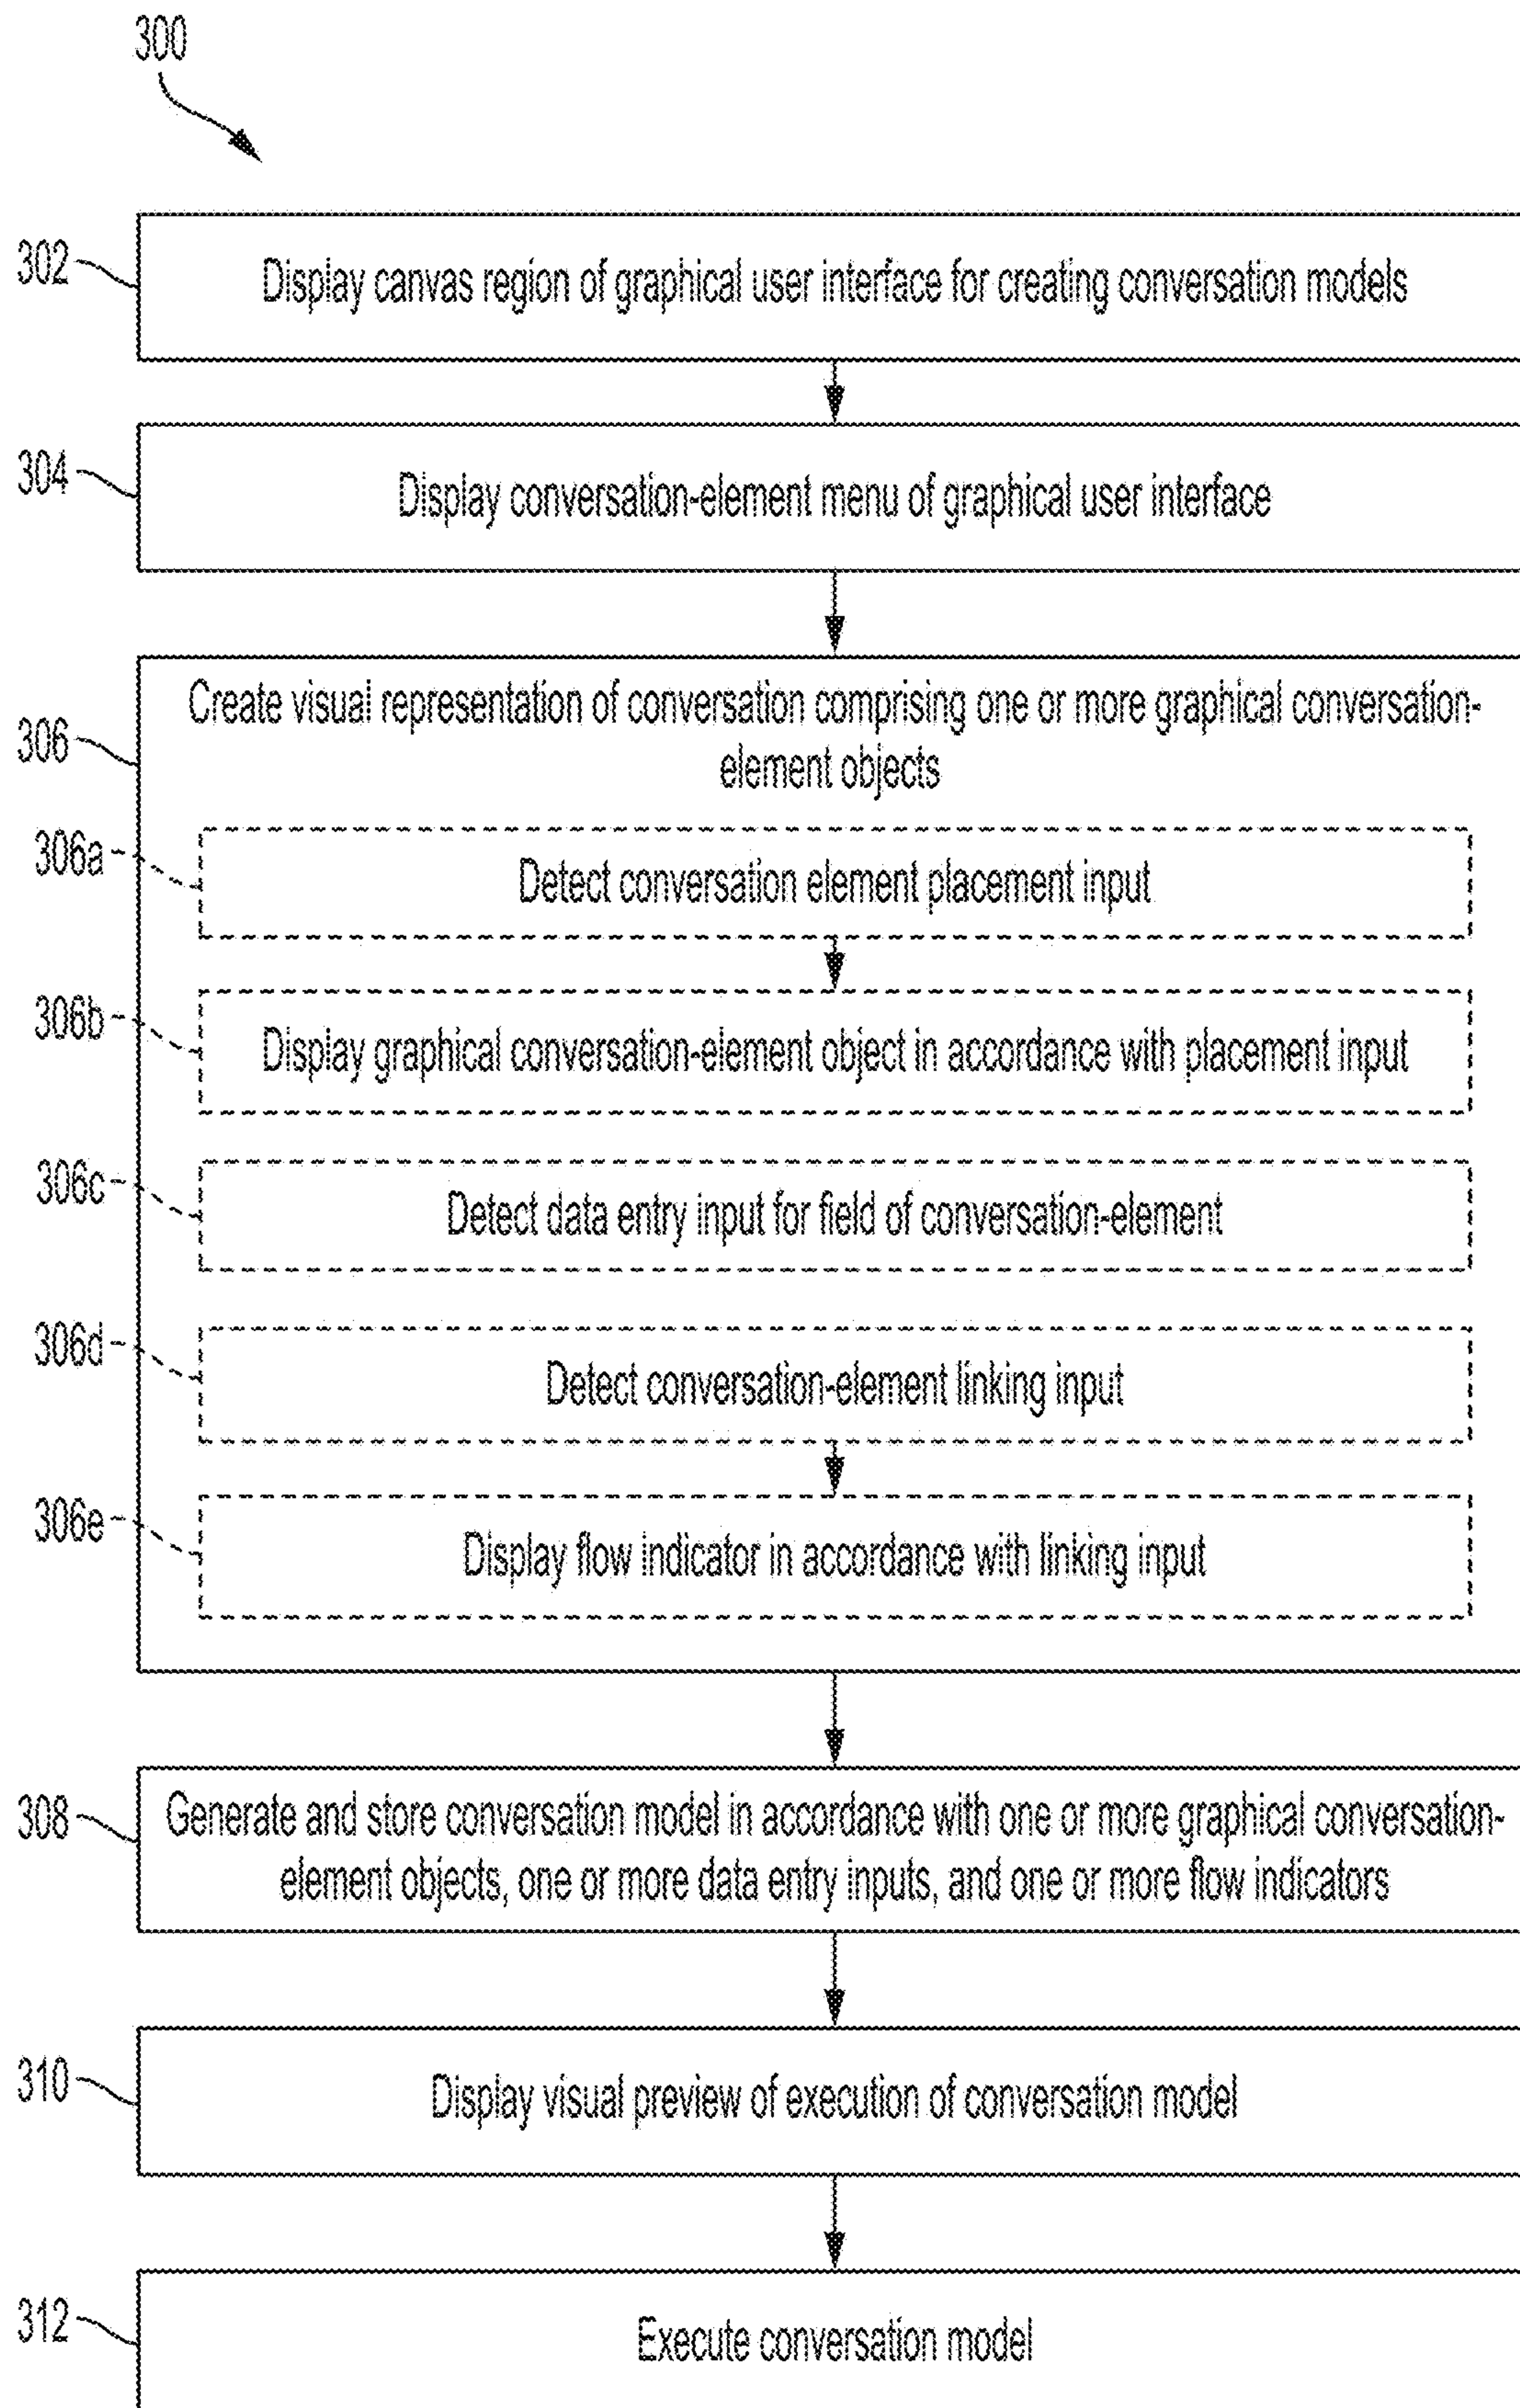 300
302
Display canvas region of graphical user interface for creating conversation models
304
Display conversation-element menu of graphical user interface
306
Create visual representation of conversation comprising one or more graphical conversation-
element objects
306a
Detect conversation element placement input
306b
Display graphical conversation-element object in accordance with placement input
306c
Detect data entry input for field of conversation-element
306d
Detect conversation-element linking input
306e
Display flow indicator in accordance with linking input
308
Generate and store conversation model in accordance with one or more graphical conversation-
element objects, one or more data entry inputs, and one or more flow indicators
310
Display visual preview of execution of conversation model
312
Execute conversation model